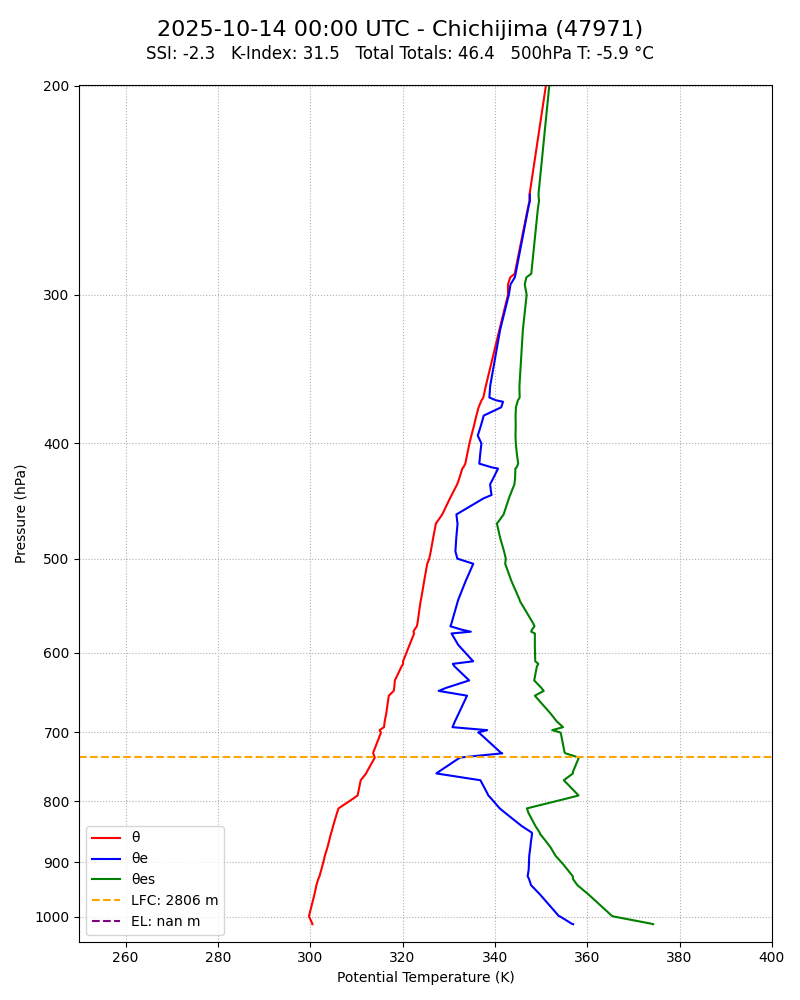 2025-10-14 00:00 UTC - Chichijima (47971)
SSI: -2.3 K-Index: 31.5 Total Totals: 46.4 500hPa T: -5.9 °C
200
300
400
500
600
700
800
900
1000
Pressure (hPa)
θ
θe
θes
LFC: 2806 m
EL: nan m
260 280 300 320 340 360 380 400
Potential Temperature (K)